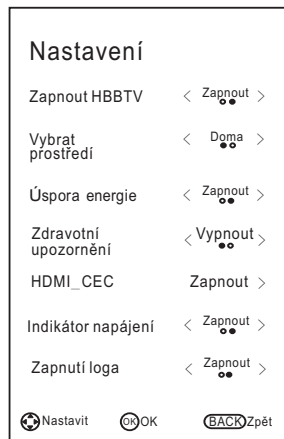 Nastavení
Zapnout HBBTV < Zapnout >
Vybrat < Doma >
prostředí
Úspora energie < Zapnout >
Zdravotní < Vypnout >
upozornění
HDMI_CEC Zapnout >
Indikátor napájení < Zapnout >
Zapnutí loga < Zapnout >
Nastavit OK OK BACK Zpět